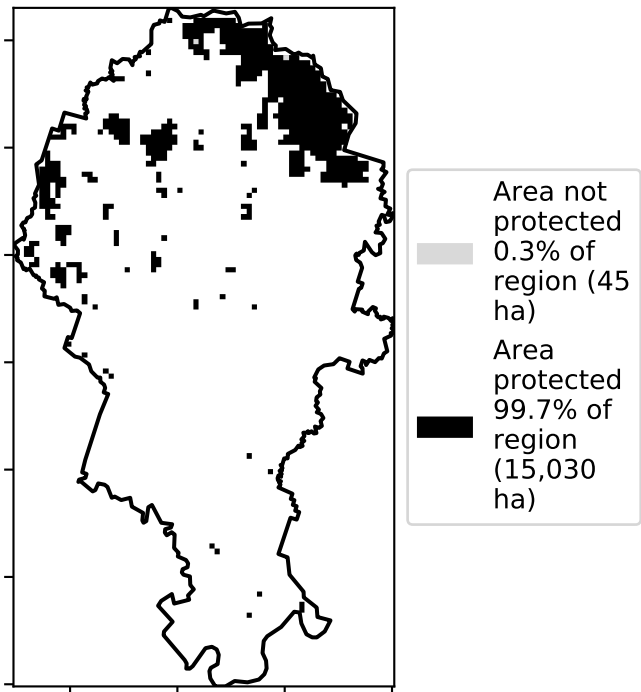 Area not
protected
0.3% of
region (45
ha)
Area
protected
99.7% of
region
(15,030
ha)